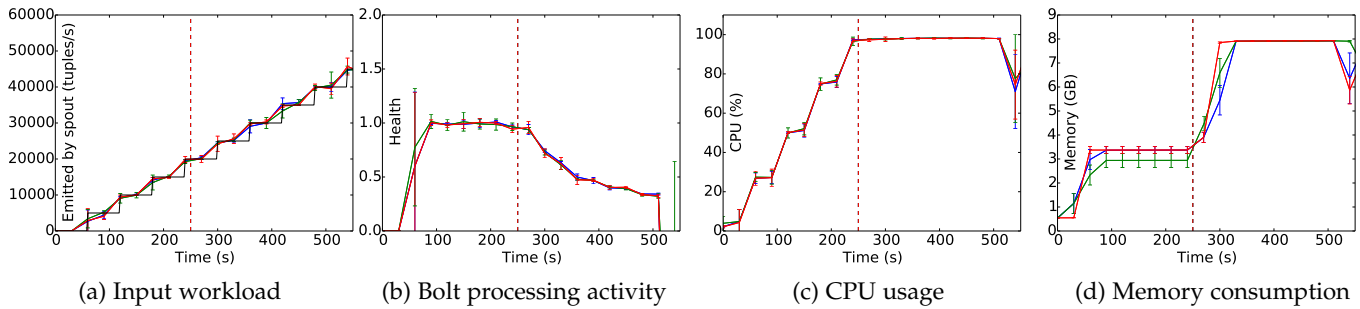 60000
50000
40000
30000
20000
10000
0
Emitted by spout (tuples/s)
0 100 200 300 400 500
Time (s)
(a) Input workload
2.0
1.5
1.0
0.5
0.0
Health
0 100 200 300 400 500
Time (s)
(b) Bolt processing activity
100
80
60
40
20
0
CPU (%)
0 100 200 300 400 500
Time (s)
(c) CPU usage
9
8
7
6
5
4
3
2
1
0
Memory (GB)
0 100 200 300 400 500
Time (s)
(d) Memory consumption